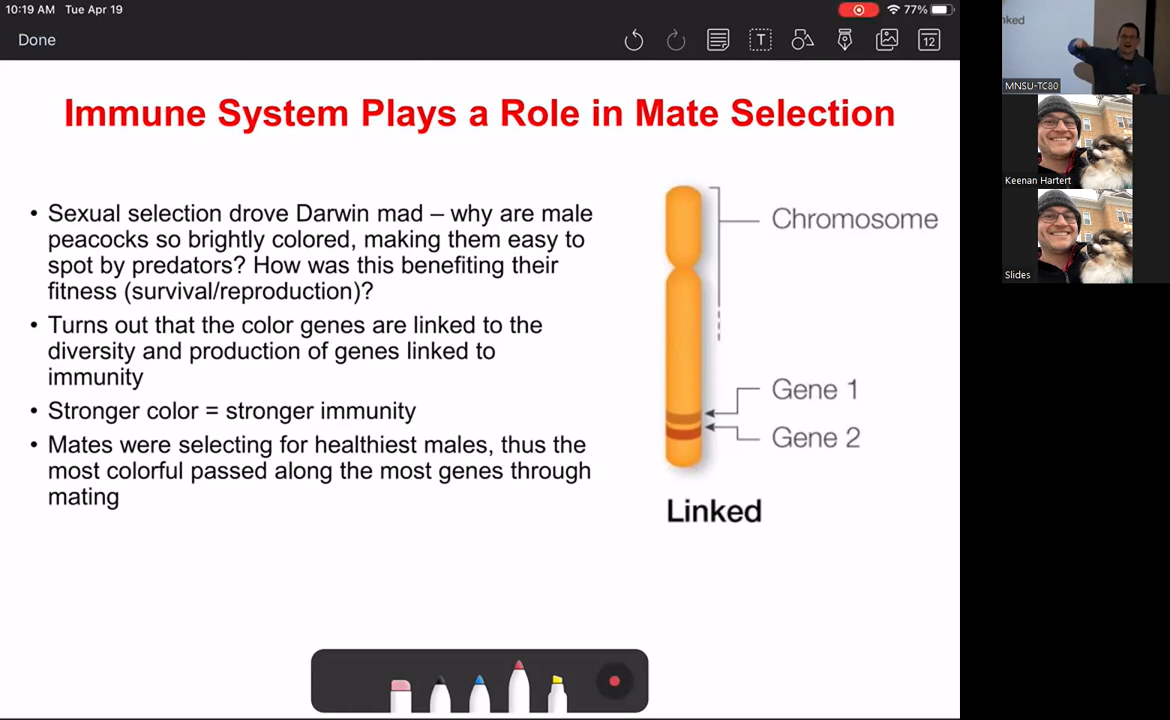 10:19 AM Tue Apr 19
77%
Done
T
12
Immune System Plays a Role in Mate Selection
• Sexual selection drove Darwin mad – why are male
peacocks so brightly colored, making them easy to
spot by predators? How was this benefiting their
fitness (survival/reproduction)?
• Turns out that the color genes are linked to the
diversity and production of genes linked to
immunity
• Stronger color = stronger immunity
• Mates were selecting for healthiest males, thus the
most colorful passed along the most genes through
mating
Chromosome
Gene 1
Gene 2
Linked
nked
MNSU-TC80
Keenan Hartert
Slides